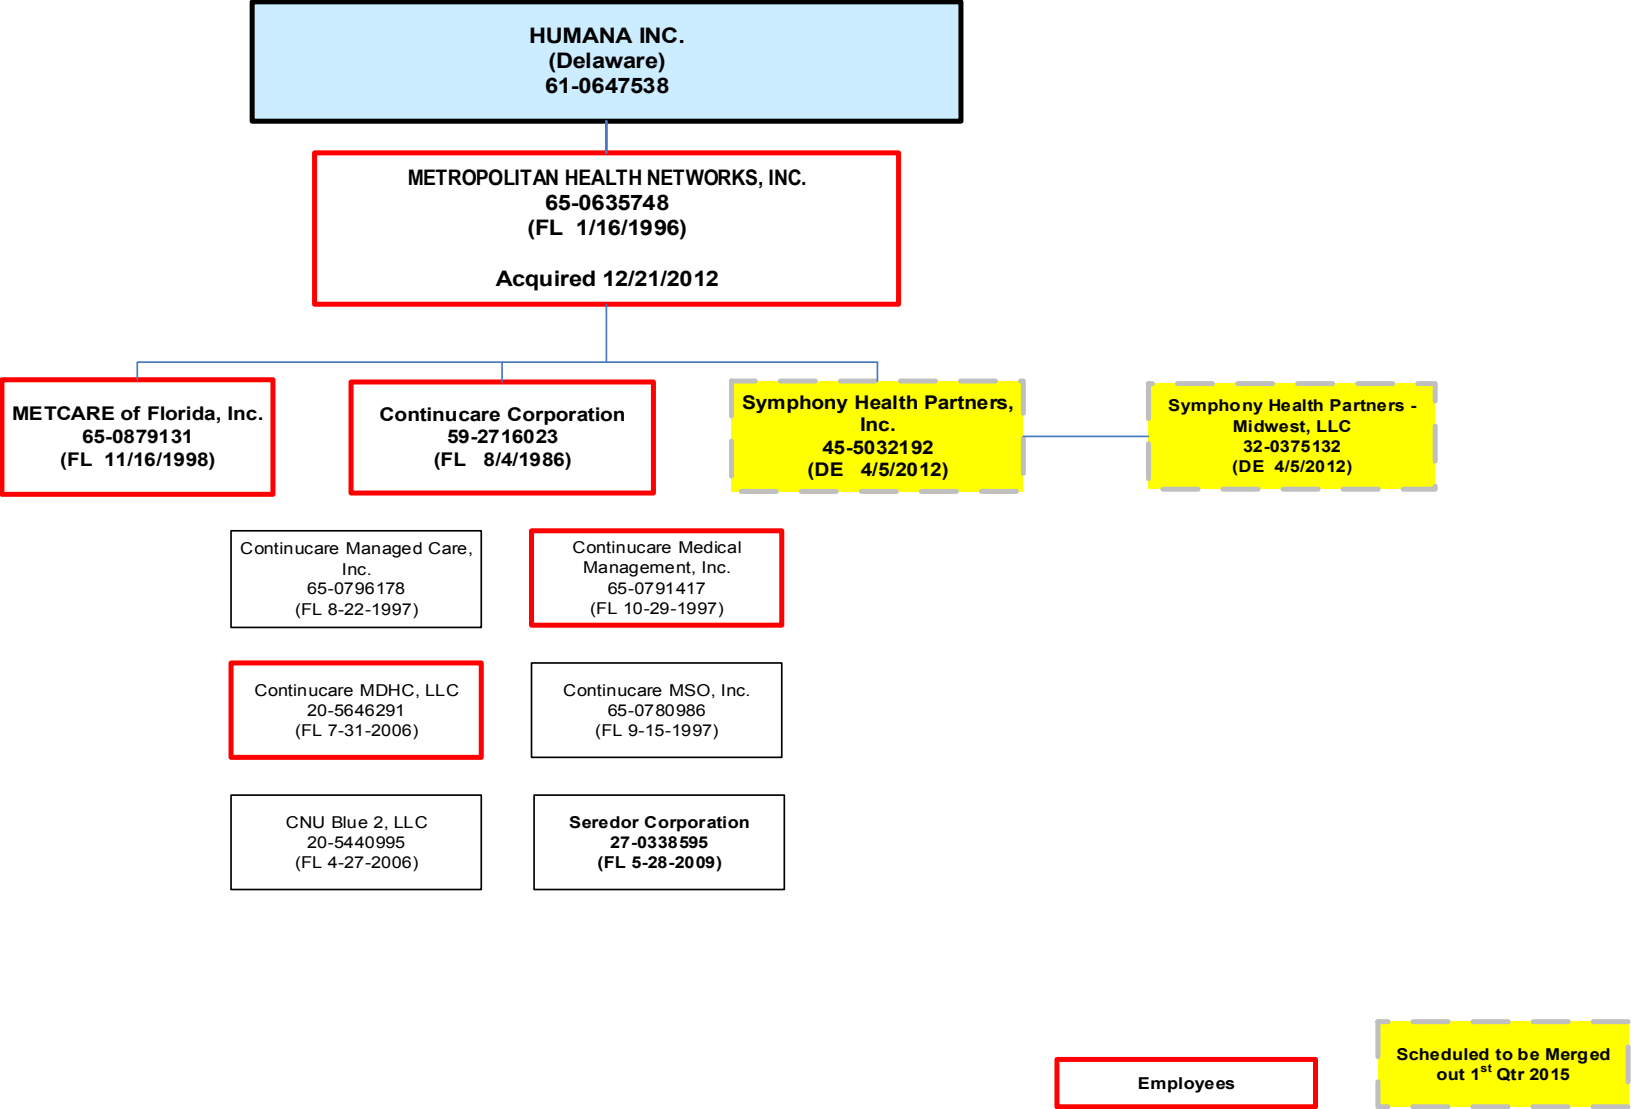 HUMANA INC.
(Delaware)
61-0647538
METROPOLITAN HEALTH NETWORKS, INC.
65-0635748
(FL 1/16/1996)
Acquired 12/21/2012
METCARE of Florida, Inc.
65-0879131
(FL 11/16/1998)
Continucare Corporation
59-2716023
(FL 8/4/1986)
Symphony Health Partners,
Inc.
45-5032192
(DE 4/5/2012)
Symphony Health Partners -
Midwest, LLC
32-0375132
(DE 4/5/2012)
Continucare Managed Care,
Inc.
65-0796178
(FL 8-22-1997)
Continucare Medical
Management, Inc.
65-0791417
(FL 10-29-1997)
Continucare MDHC, LLC
20-5646291
(FL 7-31-2006)
Continucare MSO, Inc.
65-0780986
(FL 9-15-1997)
CNU Blue 2, LLC
20-5440995
(FL 4-27-2006)
Seredor Corporation
27-0338595
(FL 5-28-2009)
Employees
Scheduled to be Merged
out 1st Qtr 2015